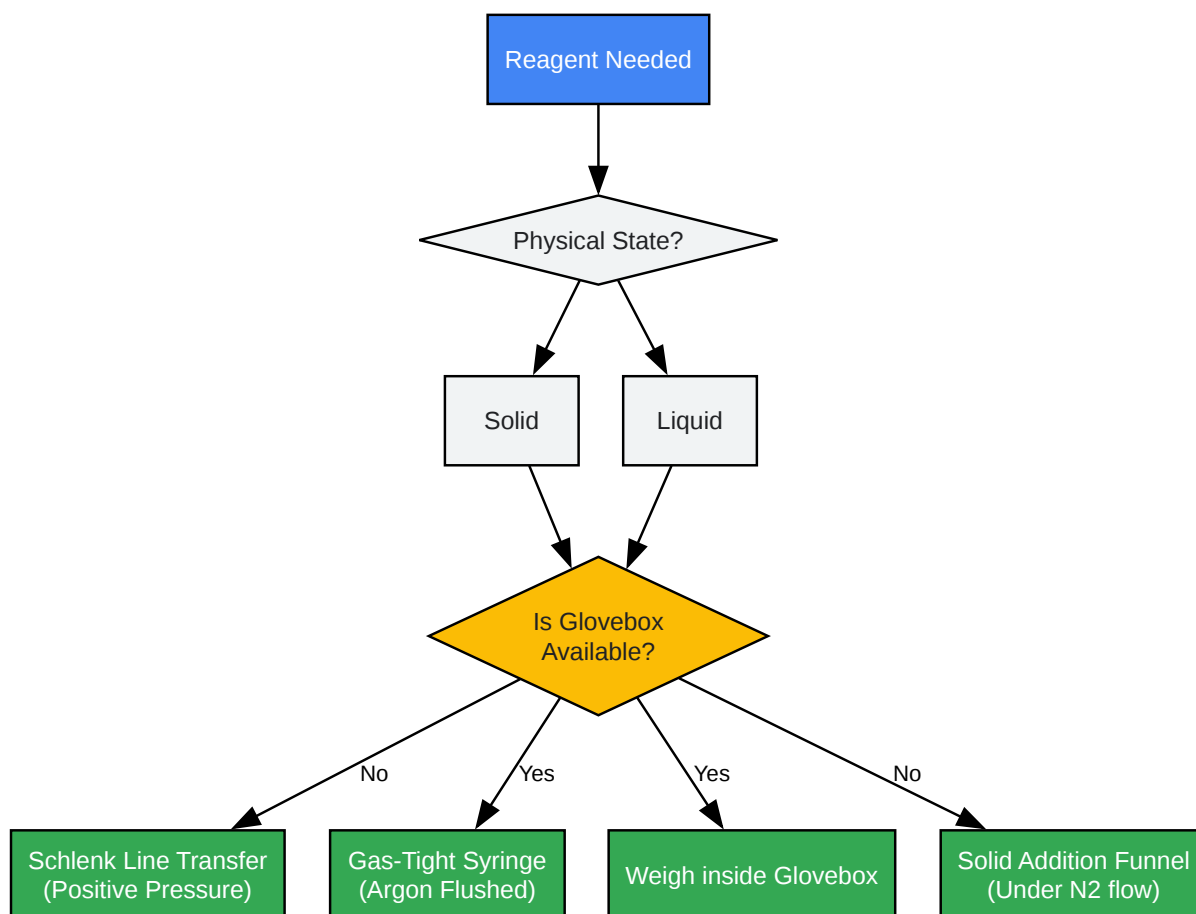 Reagent Needed
Physical State?
Solid
Liquid
Is Glovebox
Available?
No
Yes
Yes
No
Schlenk Line Transfer
(Positive Pressure)
Gas-Tight Syringe
(Argon Flushed)
Weigh inside Glovebox
Solid Addition Funnel
(Under N2 flow)